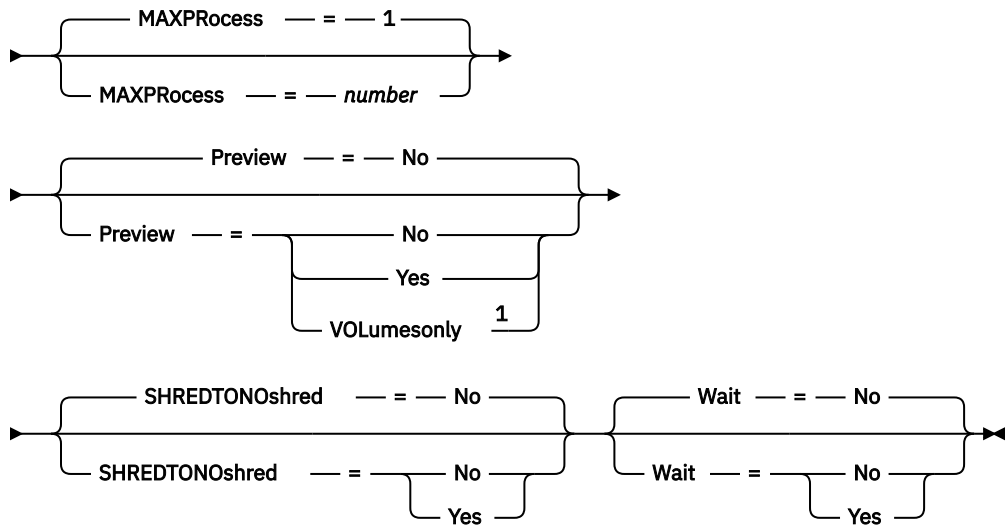 MAXPRocess = 1
MAXPRocess = number
Preview = No
Preview = No
Yes
VOLumesonly 1
SHREDTONOshred = No Wait = No
SHREDTONOshred = No Wait = No
Yes Yes